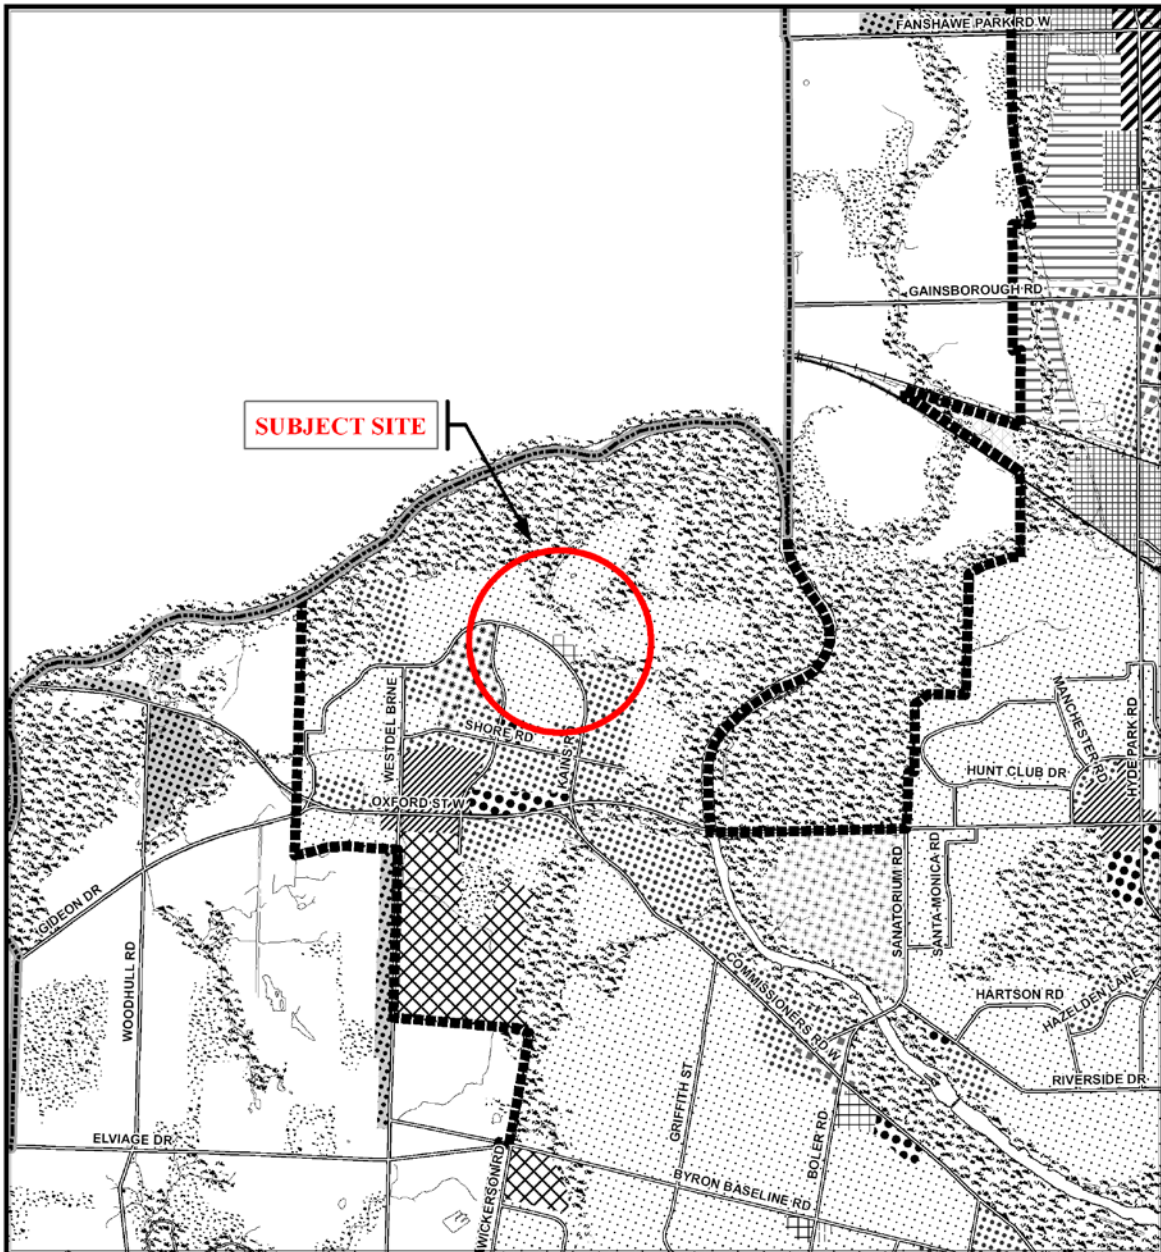 FANSHAWE PARK RD W
GAINSBOROUGH RD
SUBJECT SITE
WESTDEL BRNE
SHORE RD
KAINS RD
MANCHESTER RD
HYDE PARK RD
HUNT CLUB DR
OXFORD ST W
GIDEON DR
WOODHULL RD
SANATORIUM RD
SANTA-MONICA RD
COMMISSIONERS RD W
HARTSON RD
HAZELDEN LANE
RIVERSIDE DR
GRIFFITH ST
BOLER RD
ELVIAGE DR
WICKERSON RD
BYRON BASELINE RD